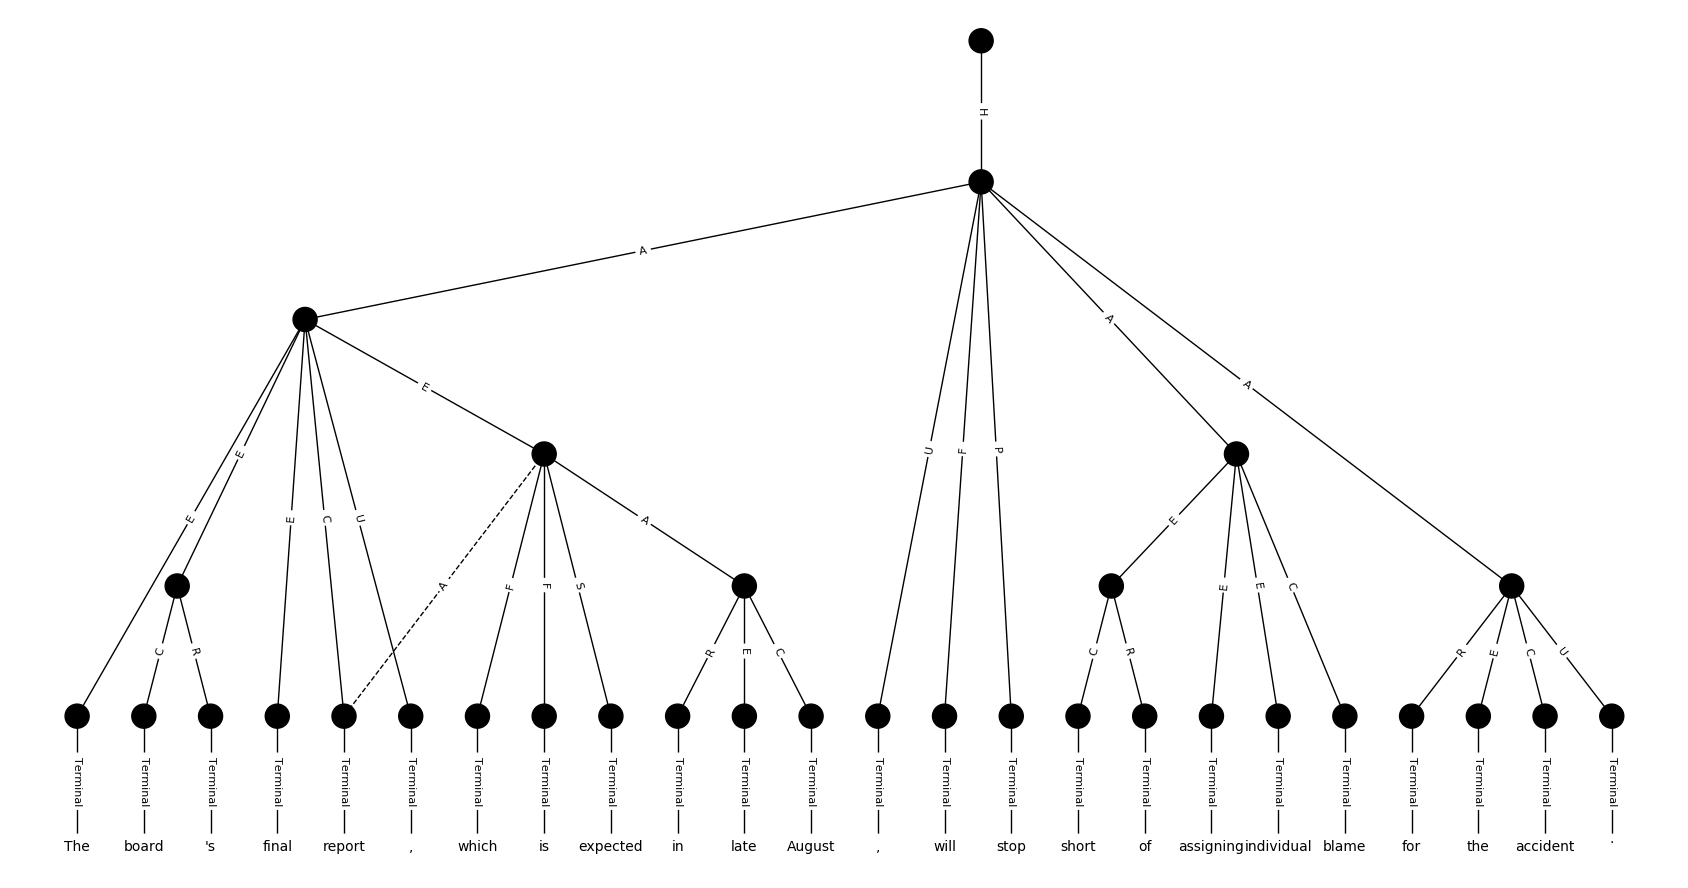 H
A
A
A
E
E
U
F
P
E
E
C
U
A
E
A
F
F
S
E
E
E
C
C
R
R
E
C
C
R
R
E
C
U
Terminal Terminal Terminal Terminal Terminal Terminal Terminal Terminal Terminal Terminal Terminal Terminal Terminal Terminal Terminal Terminal Terminal Terminal Terminal Terminal Terminal Terminal Terminal Terminal
The board 's final report , which is expected in late August , will stop short of assigning individual blame for the accident .